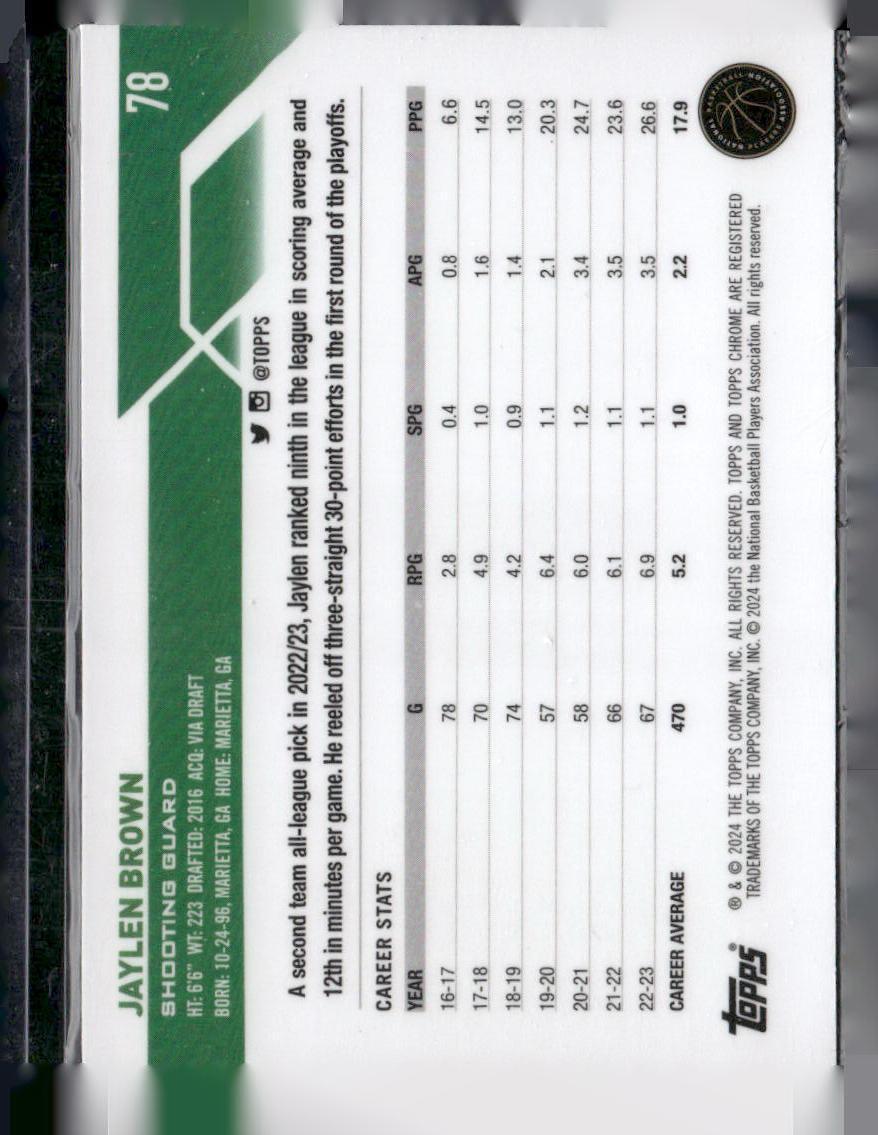 JAYLEN BROWN
78
SHOOTING GUARD
HT: 6'6" WT: 223 DRAFTED: 2016 ACQ: VIA DRAFT
BORN: 10-24-96, MARIETTA, GA HOME: MARIETTA, GA
@TOPPS
A second team all-league pick in 2022/23, Jaylen ranked ninth in the league in scoring average and
12th in minutes per game. He reeled off three-straight 30-point efforts in the first round of the playoffs.
CAREER STATS
YEAR G RPG SPG APG PPG
16-17 78 2.8 0.4 0.8 6.6
17-18 70 4.9 1.0 1.6 14.5
18-19 74 4.2 0.9 1.4 13.0
19-20 57 6.4 1.1 2.1 20.3
20-21 58 6.0 1.2 3.4 24.7
21-22 66 6.1 1.1 3.5 23.6
22-23 67 6.9 1.1 3.5 26.6
CAREER AVERAGE 470 5.2 1.0 2.2 17.9
topps®
® & © 2024 THE TOPPS COMPANY, INC. ALL RIGHTS RESERVED. TOPPS AND TOPPS CHROME ARE REGISTERED
TRADEMARKS OF THE TOPPS COMPANY, INC. © 2024 the National Basketball Players Association. All rights reserved.
NATIONAL BASKETBALL PLAYERS ASSOCIATION